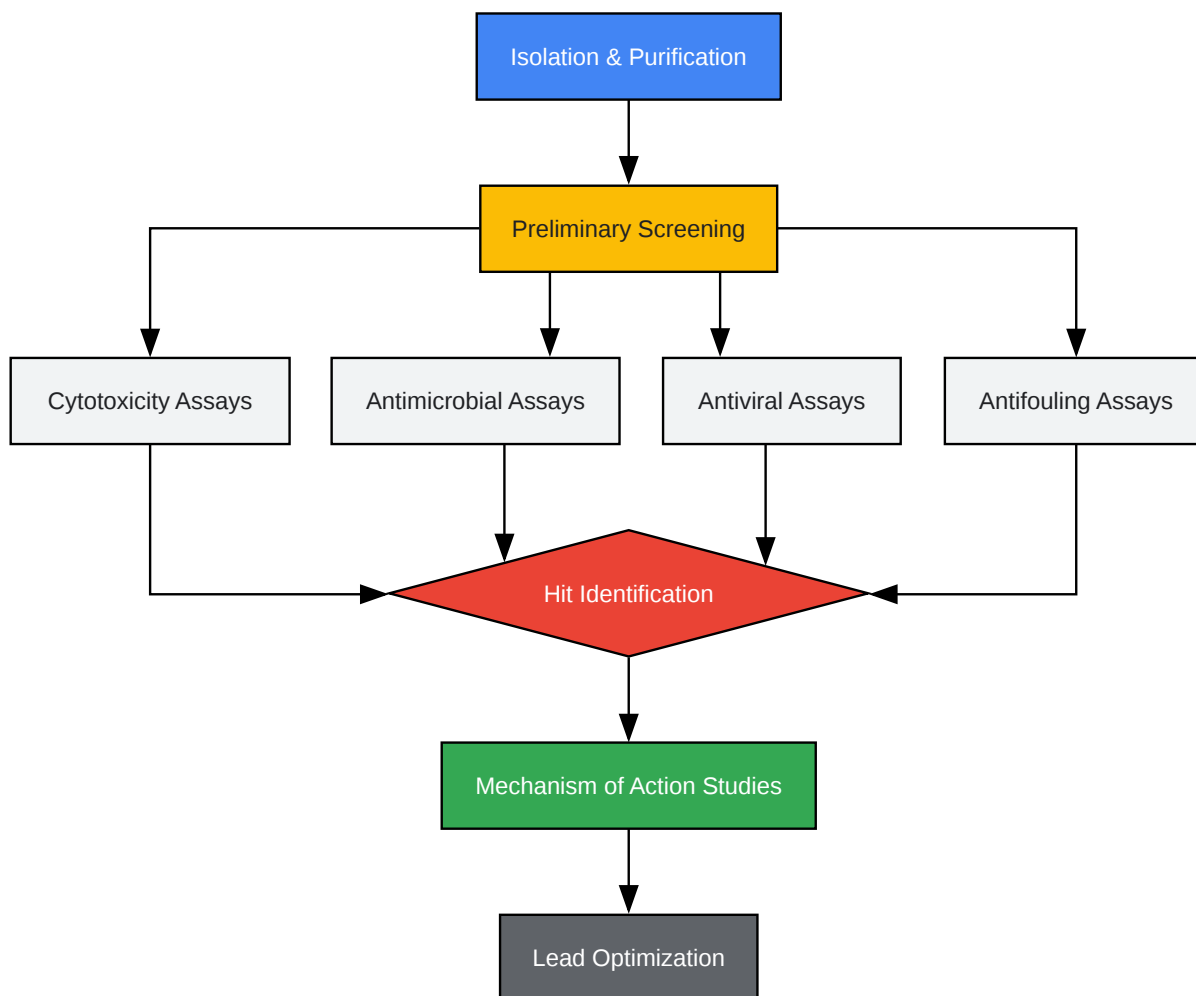 Isolation & Purification
Preliminary Screening
Cytotoxicity Assays
Antimicrobial Assays
Antiviral Assays
Antifouling Assays
Hit Identification
Mechanism of Action Studies
Lead Optimization